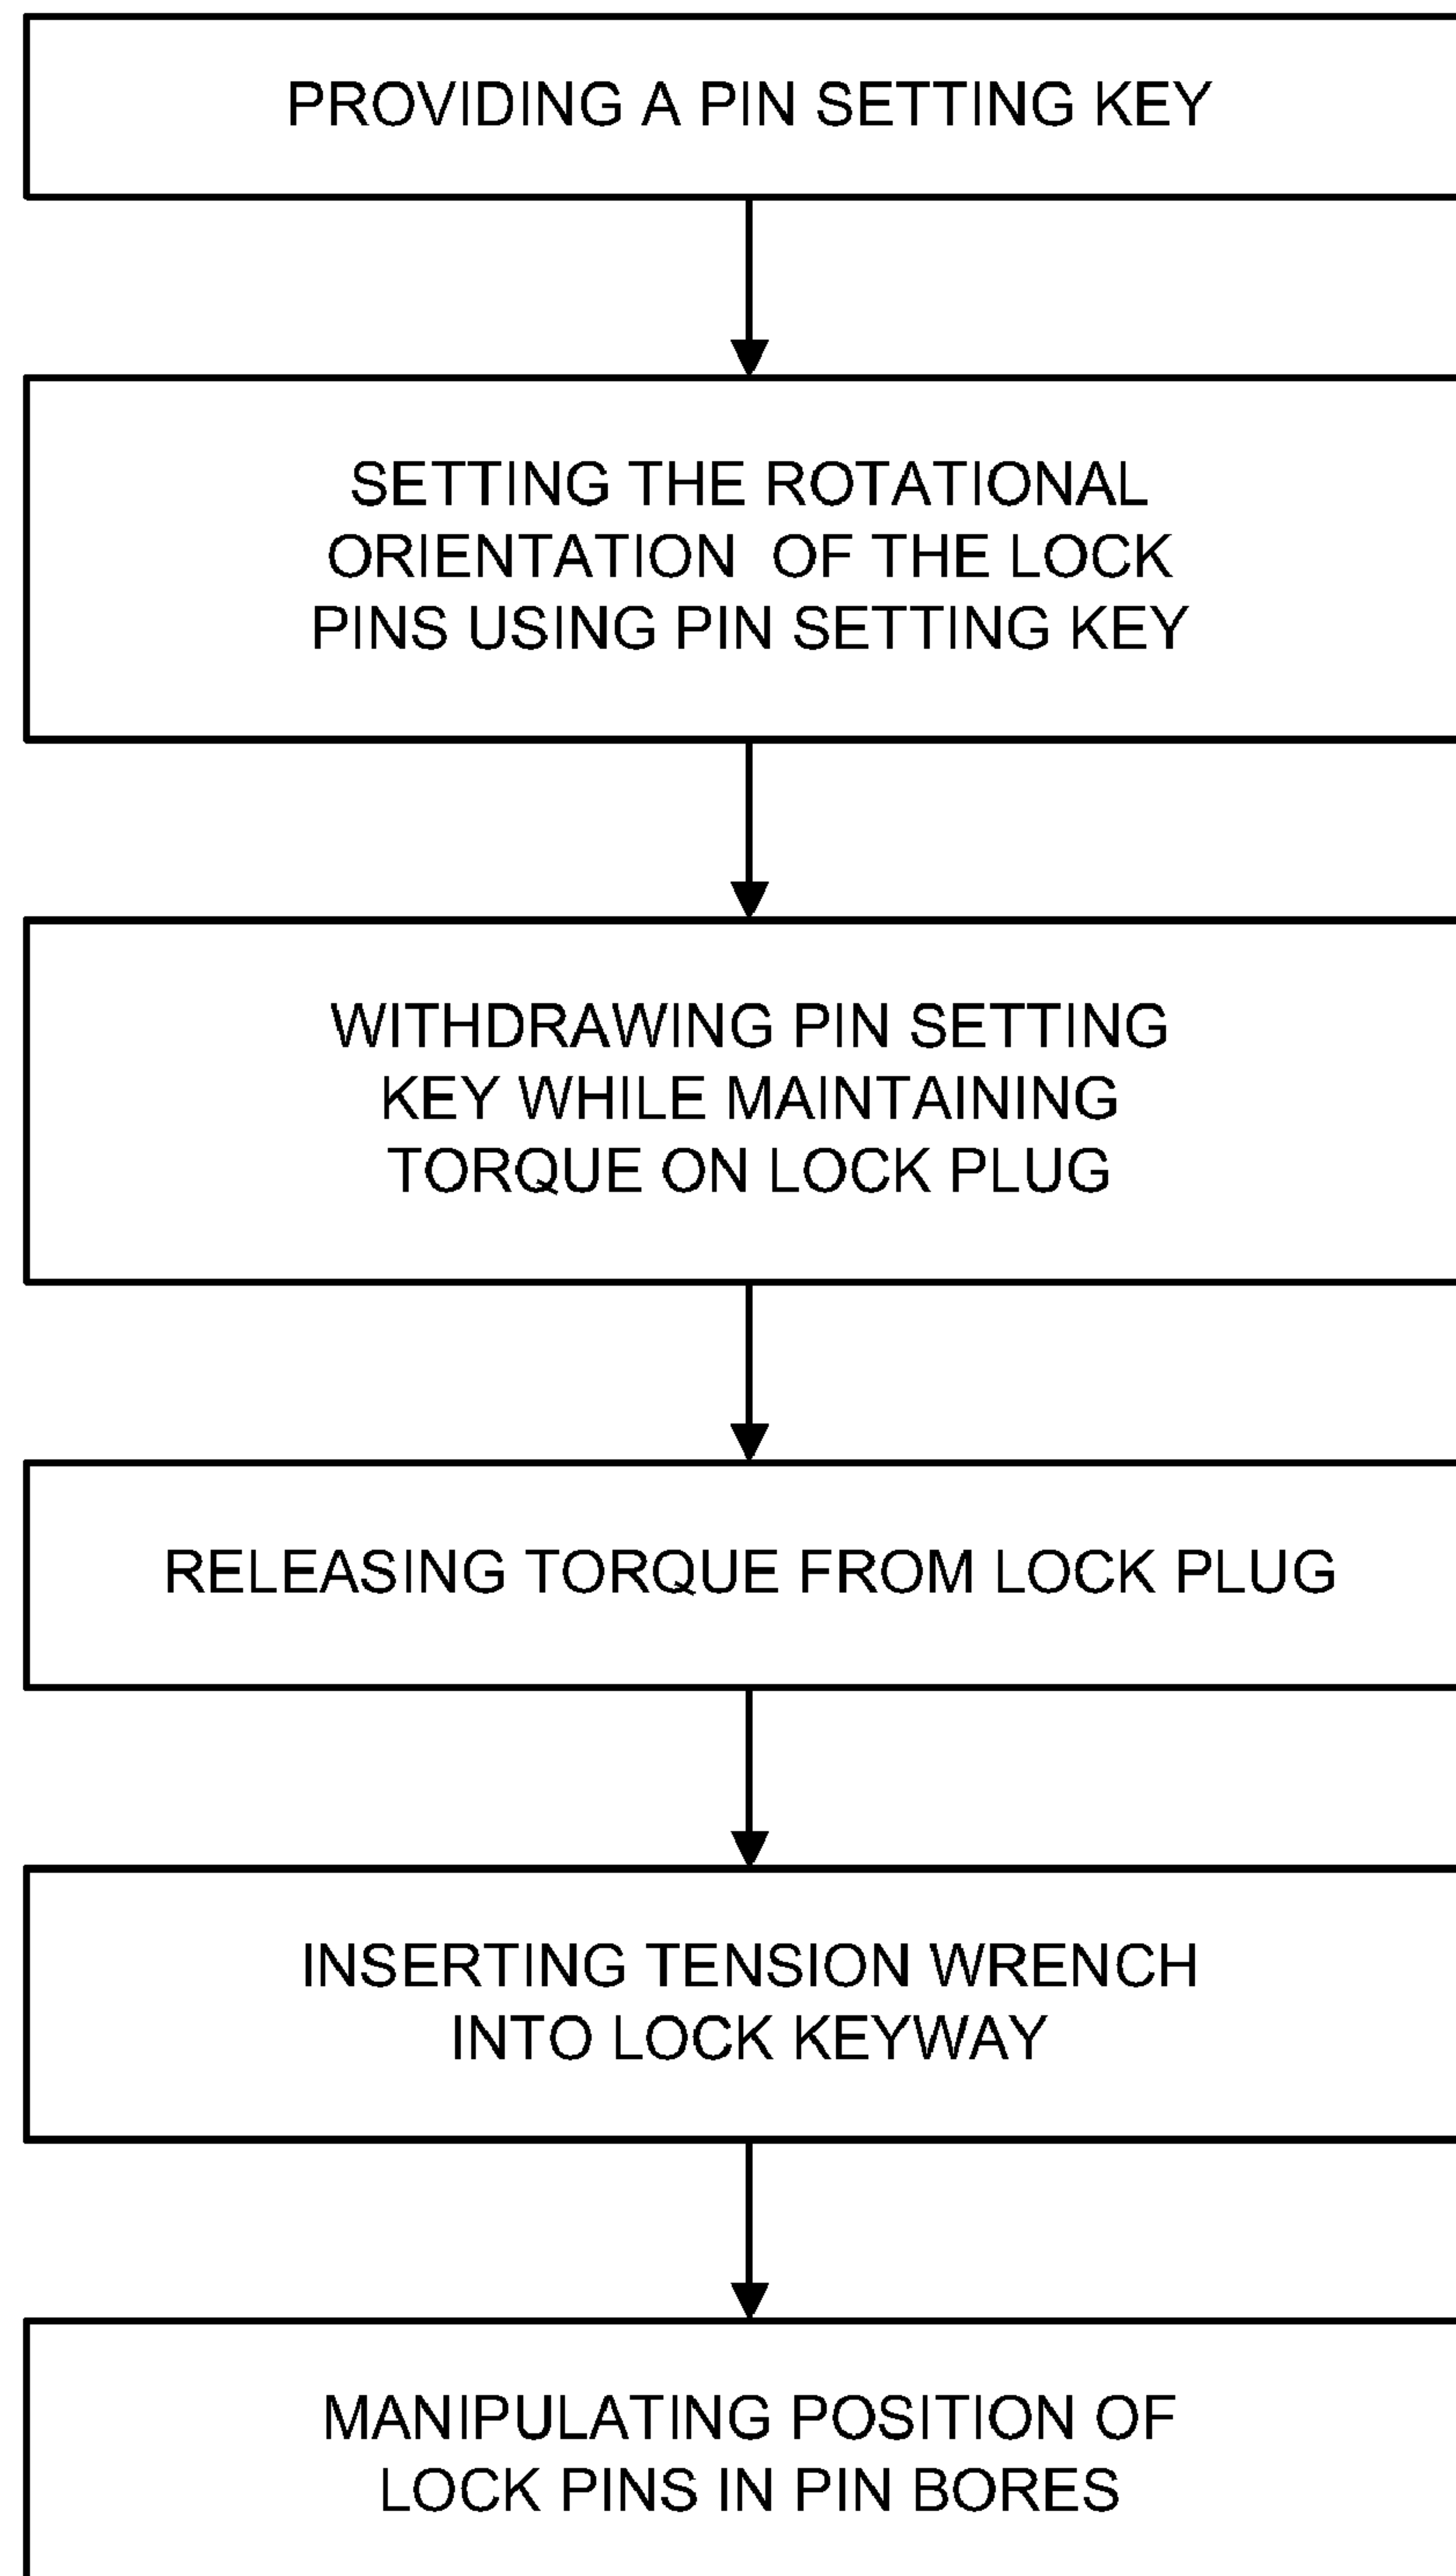 PROVIDING A PIN SETTING KEY
SETTING THE ROTATIONAL
ORIENTATION OF THE LOCK
PINS USING PIN SETTING KEY
WITHDRAWING PIN SETTING
KEY WHILE MAINTAINING
TORQUE ON LOCK PLUG
RELEASING TORQUE FROM LOCK PLUG
INSERTING TENSION WRENCH
INTO LOCK KEYWAY
MANIPULATING POSITION OF
LOCK PINS IN PIN BORES